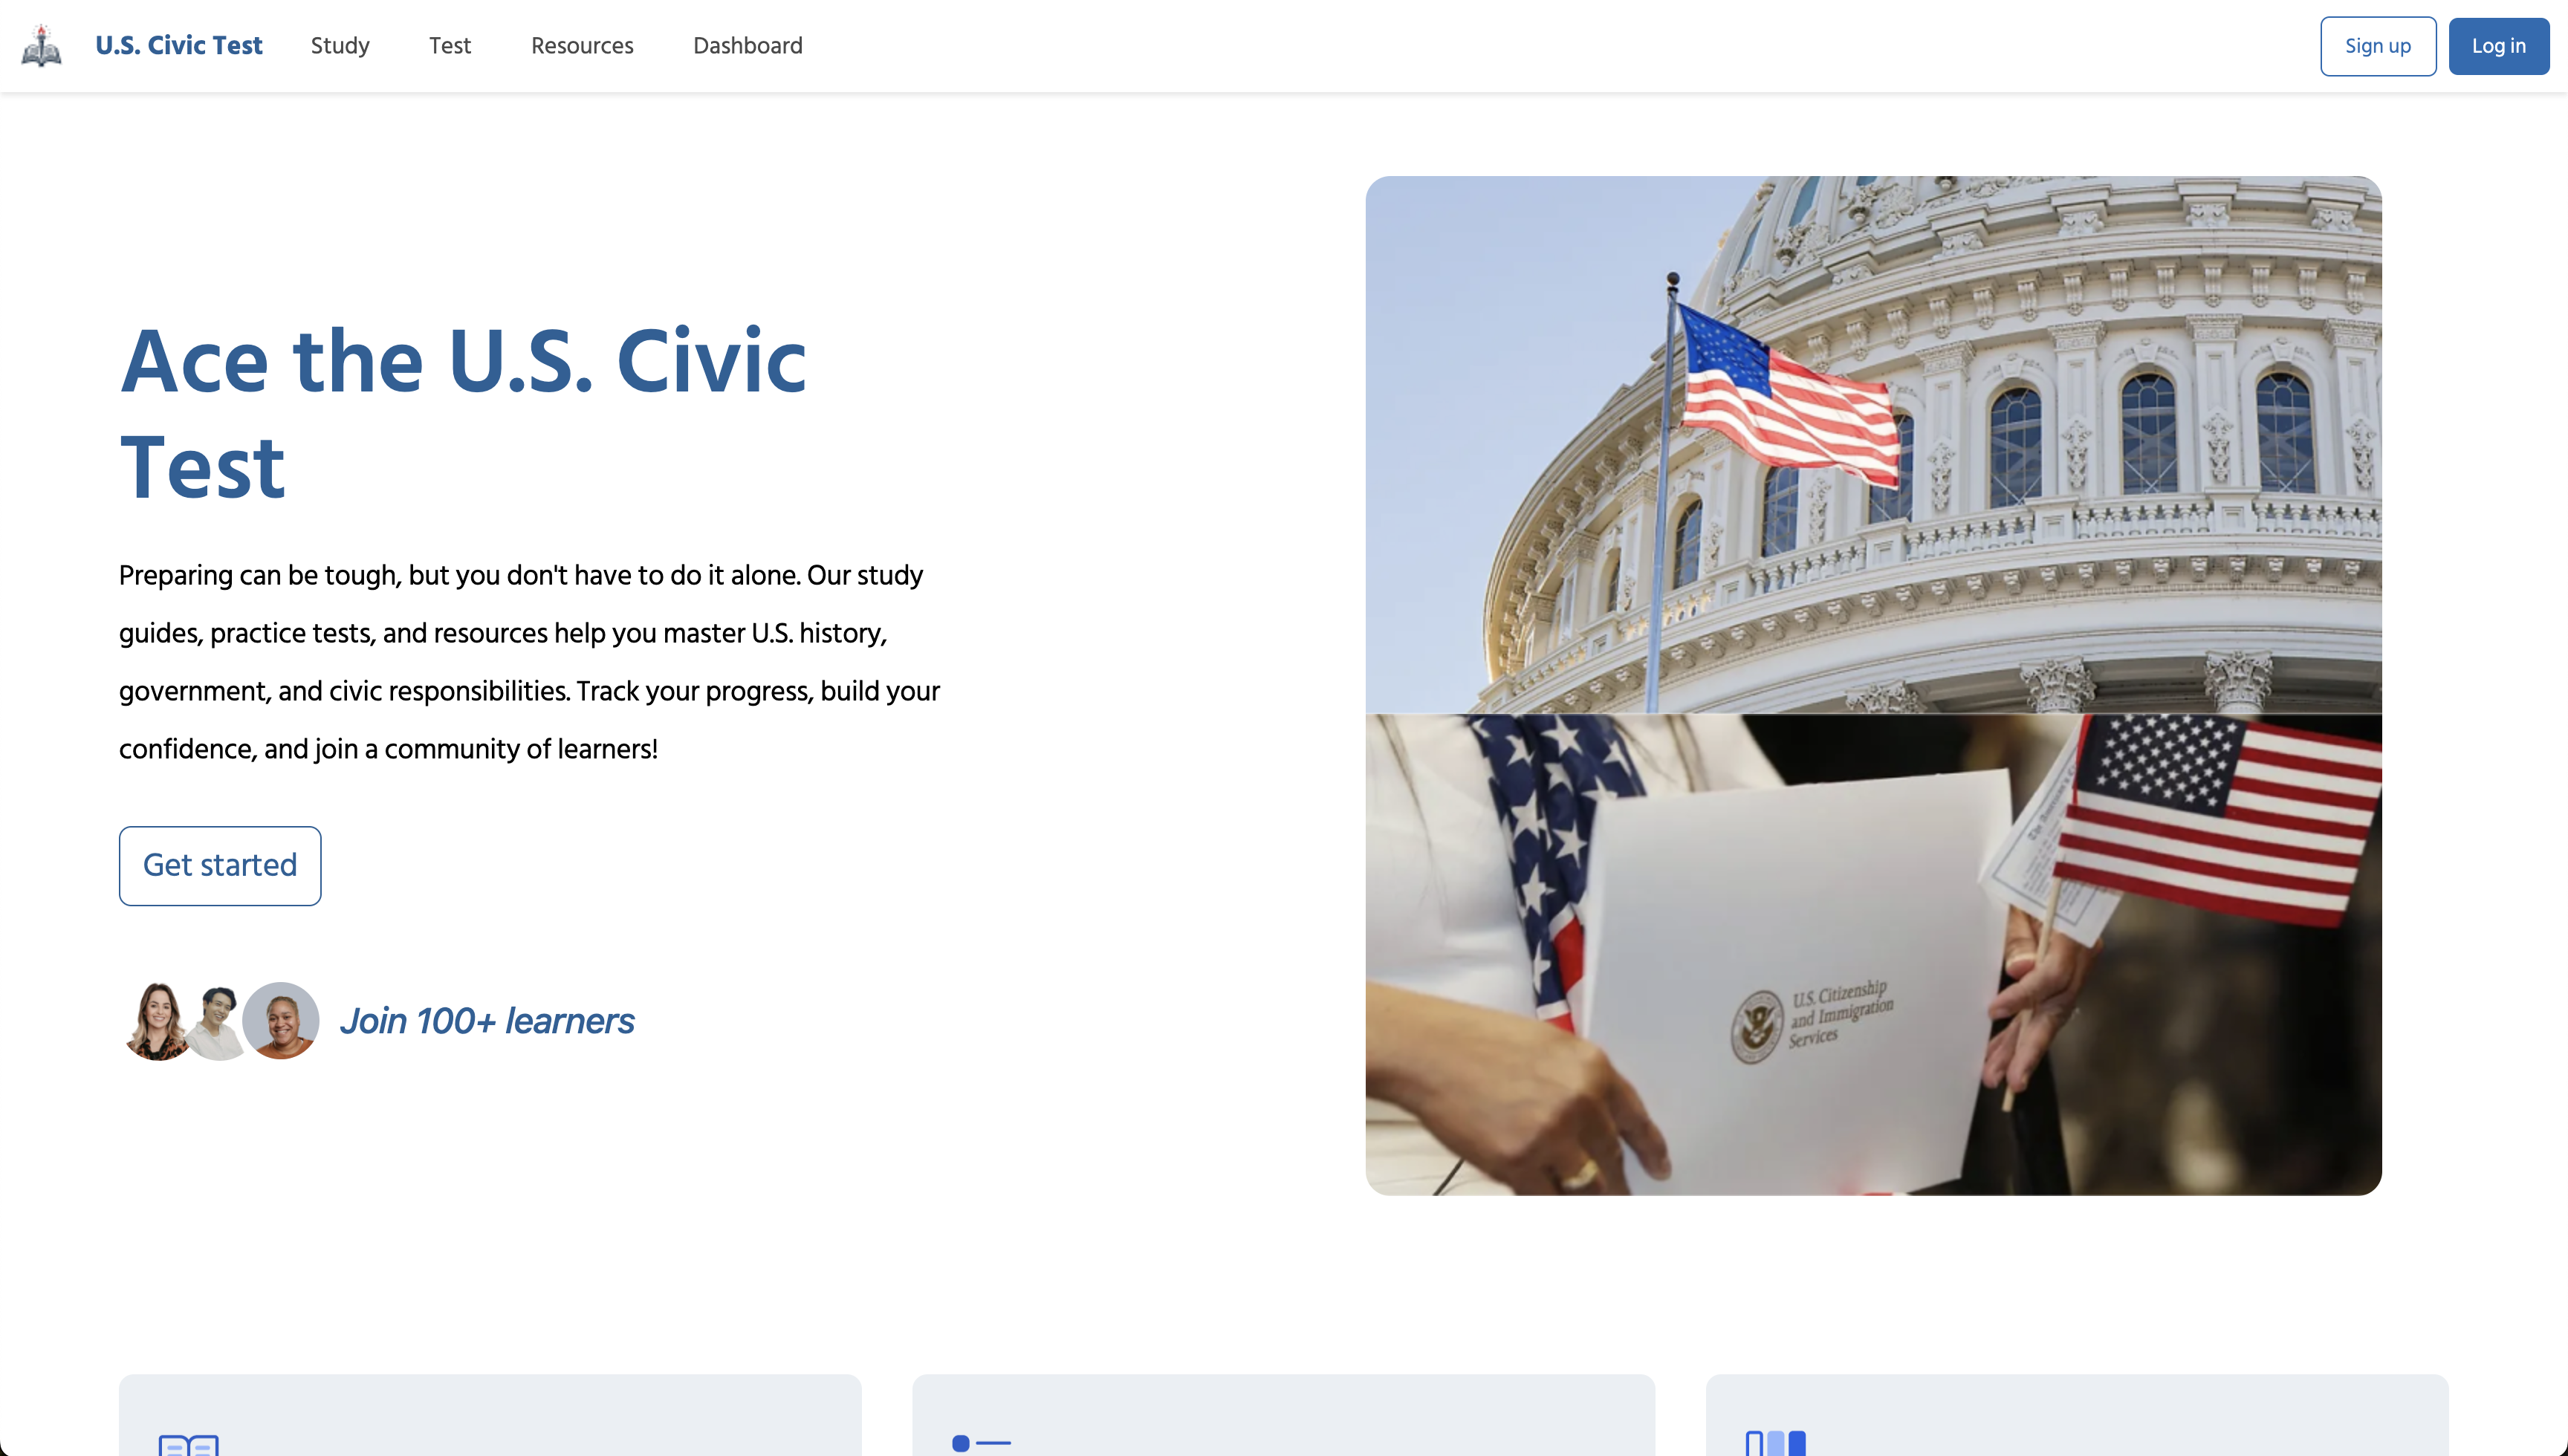 U.S. Civic Test
Study
Test
Resources
Dashboard
Sign up
Log in
Ace the U.S. Civic
Test
Preparing can be tough, but you don't have to do it alone. Our study
guides, practice tests, and resources help you master U.S. history,
government, and civic responsibilities. Track your progress, build your
confidence, and join a community of learners!
Get started
Join 100+ learners
U.S. Citizenship
and Immigration
Services